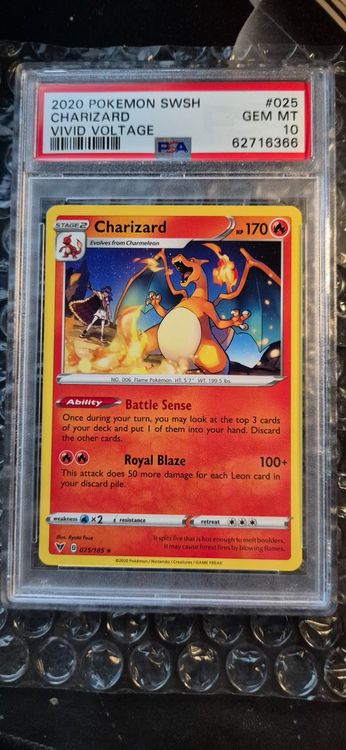 2020 POKEMON SWSH #025
CHARIZARD GEM MT
VIVID VOLTAGE 10
PSA 62716366
STAGE2 Charizard HP 170
Evolves from Charmeleon
NO. 006 Flame Pokémon HT: 5'7" WT: 199.5 lbs.
Ability Battle Sense
Once during your turn, you may look at the top 3 cards
of your deck and put 1 of them into your hand. Discard
the other cards.
Royal Blaze 100+
This attack does 50 more damage for each Leon card in
your discard pile.
weakness ×2 resistance retreat
Illus. Ryota Fuse
It spits fire that is hot enough to melt boulders.
It may cause forest fires by blowing flames.
D 025/185 ★
©2020 Pokémon / Nintendo / Creatures / GAME FREAK